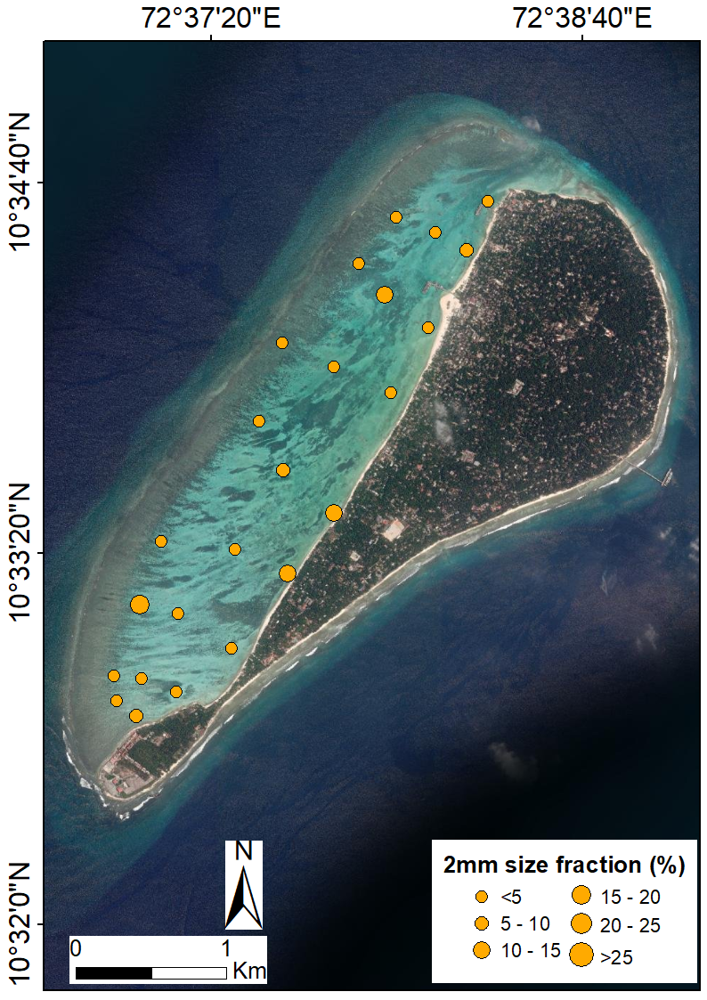 72°37'20"E 72°38'40"E
10°34'40"N
10°33'20"N
10°32'0"N
N
0 1
Km
2mm size fraction (%)
<5 15 - 20
5 - 10 20 - 25
10 - 15 >25